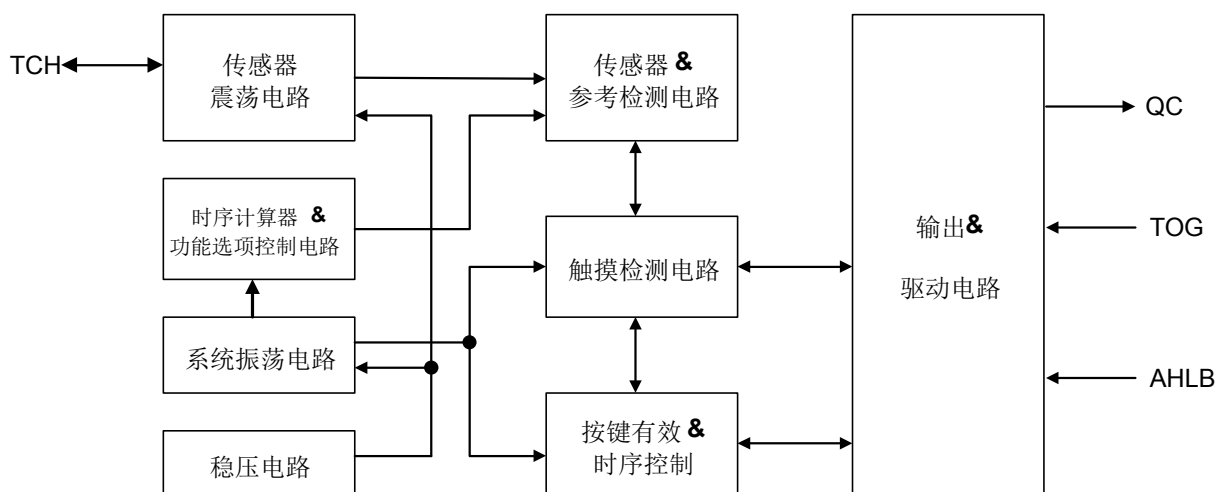 TCH
传感器
震荡电路
传感器 &
参考检测电路
QC
时序计算器 &
功能选项控制电路
触摸检测电路
输出&
驱动电路
TOG
系统振荡电路
AHLB
稳压电路
按键有效 &
时序控制